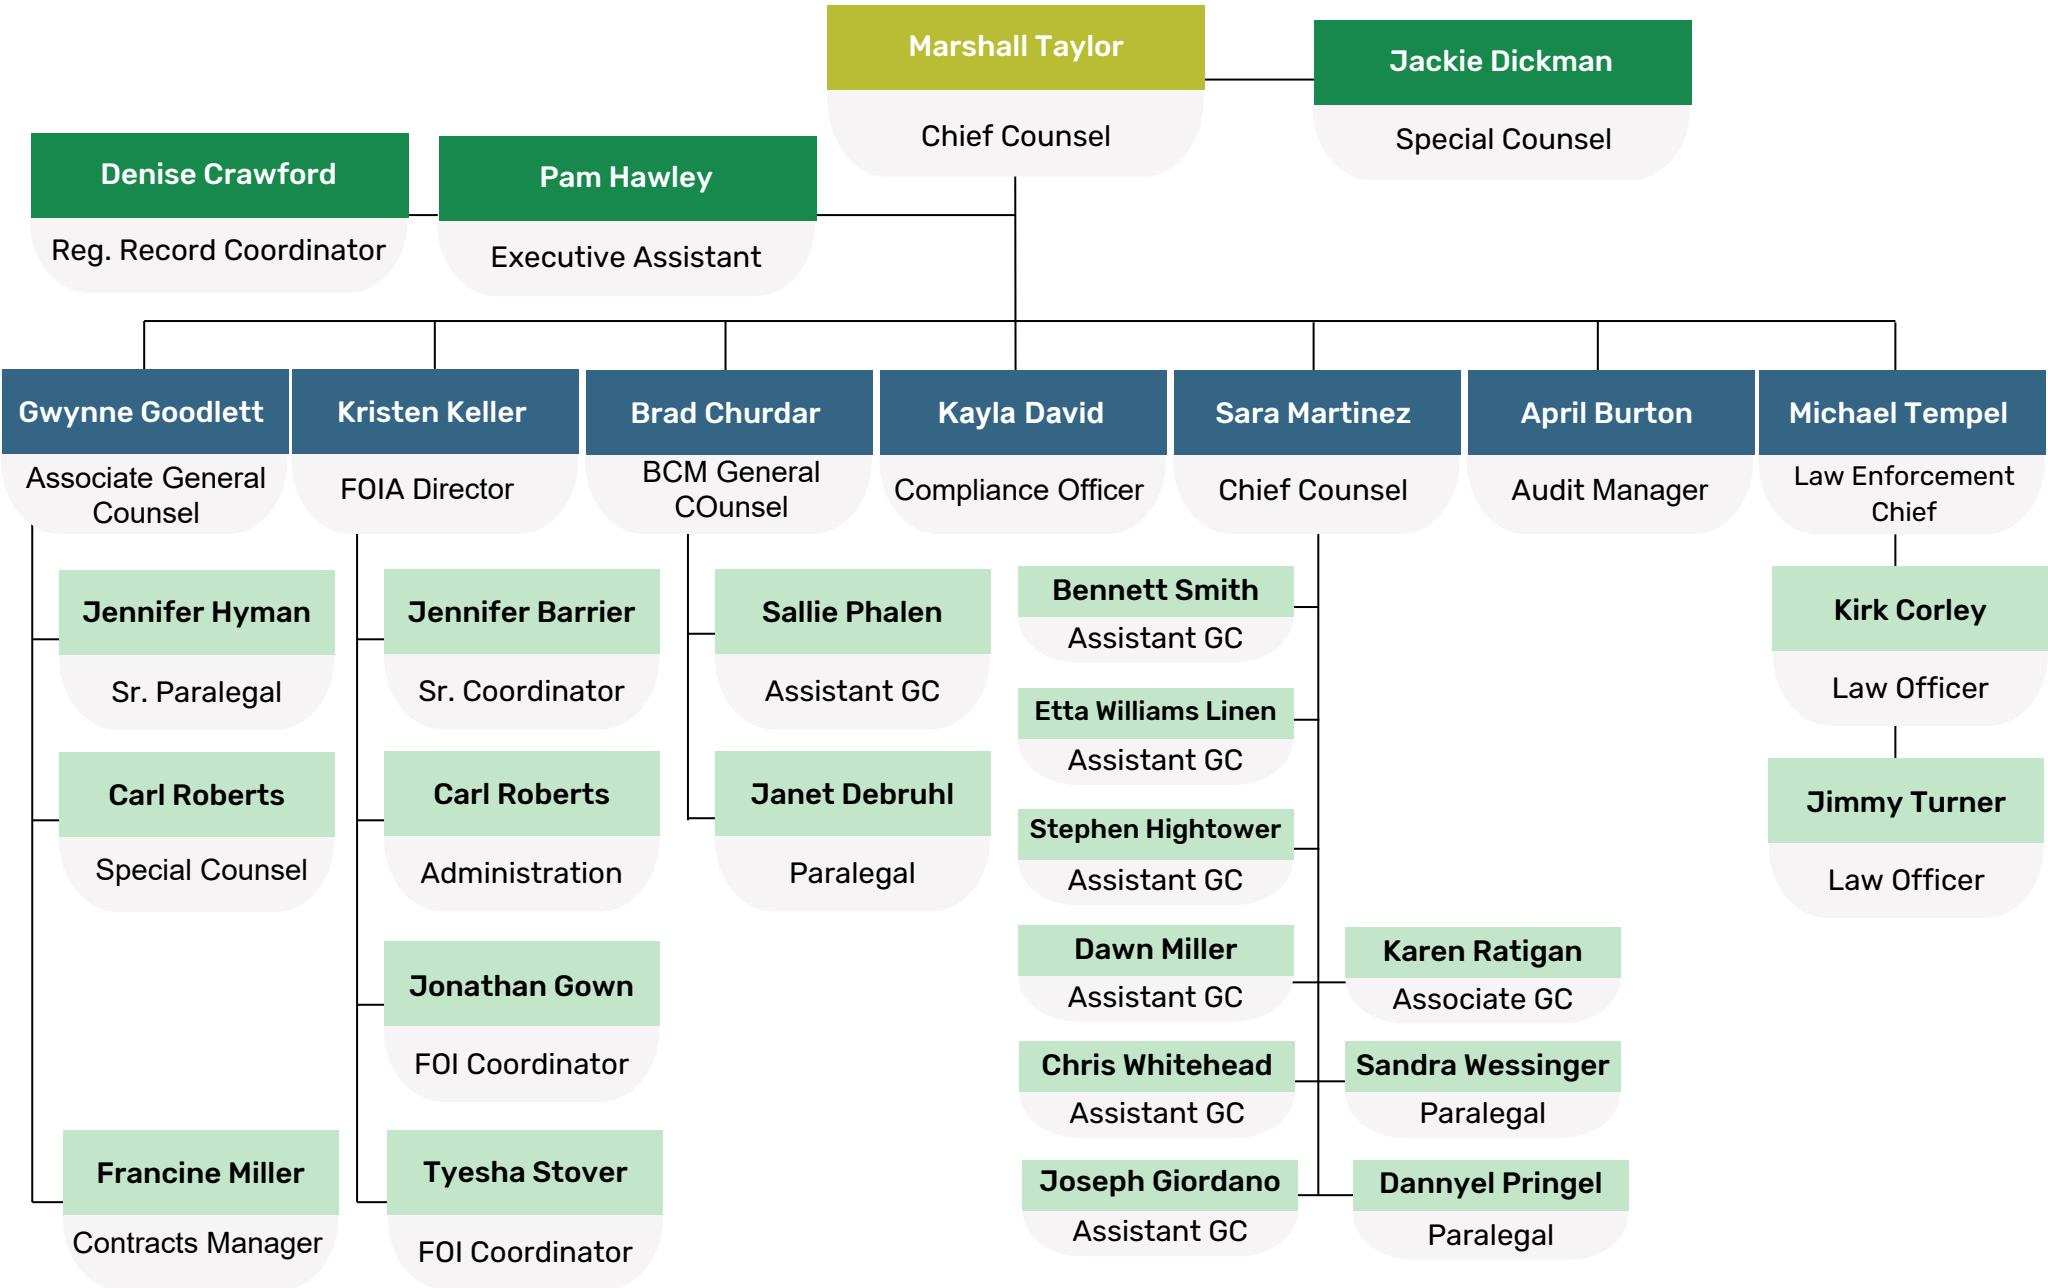 Marshall Taylor
Chief Counsel
Jackie Dickman
Special Counsel
Denise Crawford
Reg. Record Coordinator
Pam Hawley
Executive Assistant
Gwynne Goodlett
Associate General
Counsel
Kristen Keller
FOIA Director
Brad Churdar
BCM General
COunsel
Kayla David
Compliance Officer
Sara Martinez
Chief Counsel
April Burton
Audit Manager
Michael Tempel
Law Enforcement
Chief
Jennifer Hyman
Sr. Paralegal
Carl Roberts
Special Counsel
Francine Miller
Contracts Manager
Jennifer Barrier
Sr. Coordinator
Carl Roberts
Administration
Jonathan Gown
FOI Coordinator
Tyesha Stover
FOI Coordinator
Sallie Phalen
Assistant GC
Janet Debruhl
Paralegal
Bennett Smith
Assistant GC
Etta Williams Linen
Assistant GC
Stephen Hightower
Assistant GC
Dawn Miller
Assistant GC
Chris Whitehead
Assistant GC
Joseph Giordano
Assistant GC
Karen Ratigan
Associate GC
Sandra Wessinger
Paralegal
Dannyel Pringel
Paralegal
Kirk Corley
Law Officer
Jimmy Turner
Law Officer